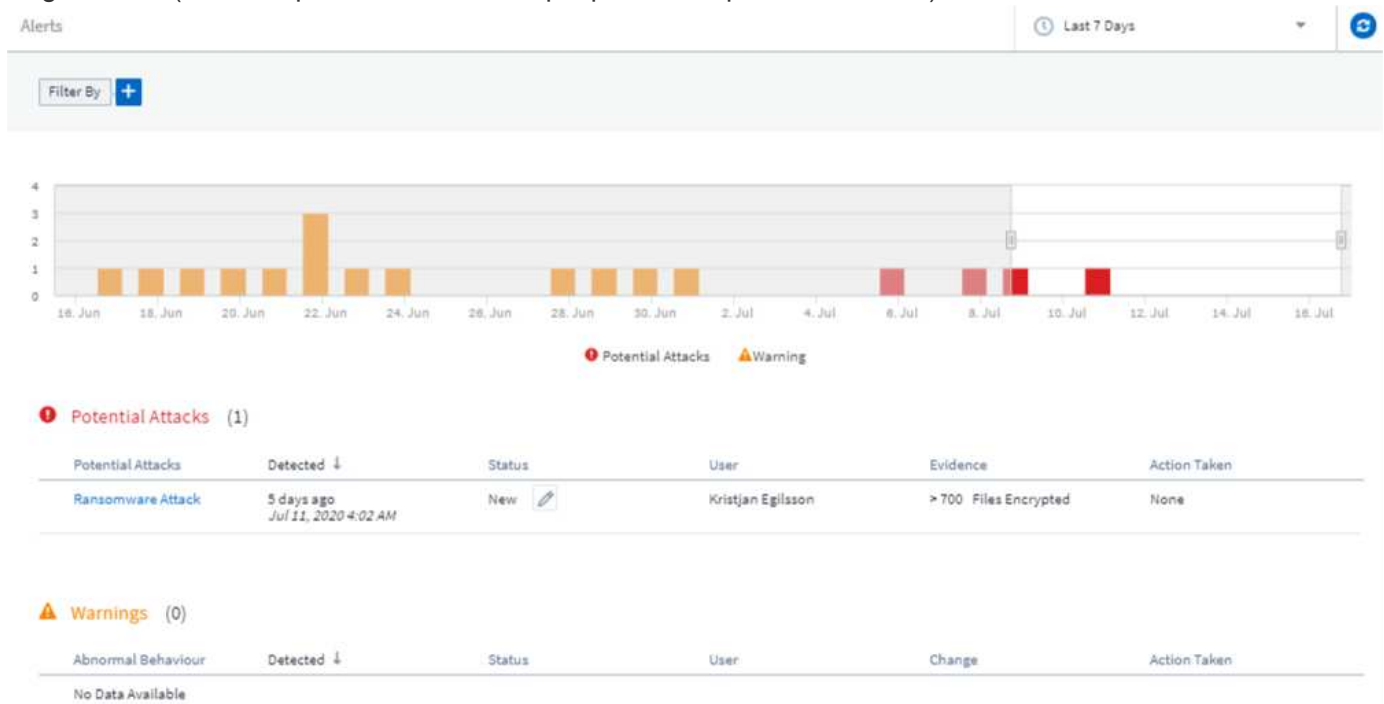 Alerts
Last 7 Days
Filter By +
4
3
2
1
0
16. Jun 18. Jun 20. Jun 22. Jun 24. Jun 26. Jun 28. Jun 30. Jun 2. Jul 4. Jul 6. Jul 8. Jul 10. Jul 12. Jul 14. Jul 16. Jul
Potential Attacks Warning
Potential Attacks (1)
Potential Attacks Detected ↓ Status User Evidence Action Taken
Ransomware Attack 5 days ago New Kristjan Egilsson > 700 Files Encrypted None
Jul 11, 2020 4:02 AM
Warnings (0)
Abnormal Behaviour Detected ↓ Status User Change Action Taken
No Data Available